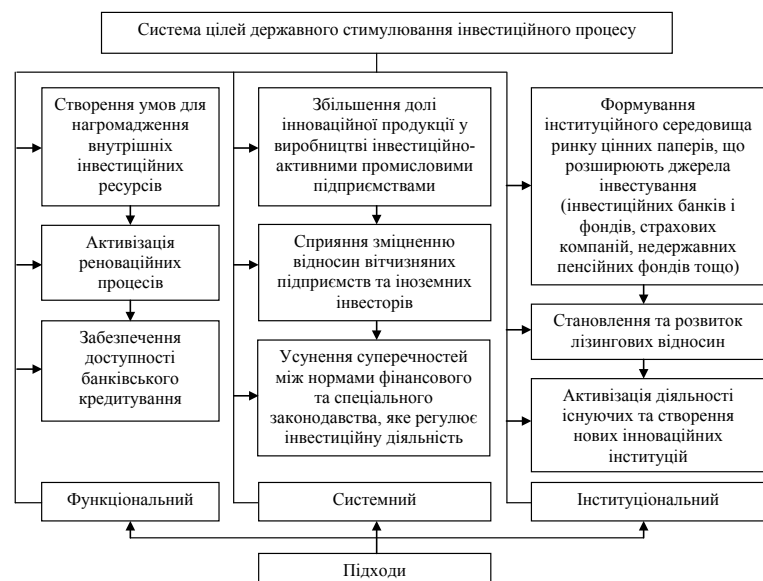 Система цілей державного стимулювання інвестиційного процесу
Створення умов для
нагромадження
внутрішніх
інвестиційних
ресурсів
Активізація
реноваційних
процесів
Забезпечення
доступності
банківського
кредитування
Функціональний
Збільшення долі
інноваційної продукції у
виробництві інвестиційно-
активними промисловими
підприємствами
Сприяння зміцненню
відносин вітчизняних
підприємств та іноземних
інвесторів
Усунення суперечностей
між нормами фінансового
та спеціального
законодавства, яке регулює
інвестиційну діяльність
Системний
Формування
інституційного середовища
ринку цінних паперів, що
розширюють джерела
інвестування
(інвестиційних банків і
фондів, страхових
компаній, недержавних
пенсійних фондів тощо)
Становлення та розвиток
лізингових відносин
Активізація діяльності
існуючих та створення
нових інноваційних
інституцій
Інституціональний
Підходи